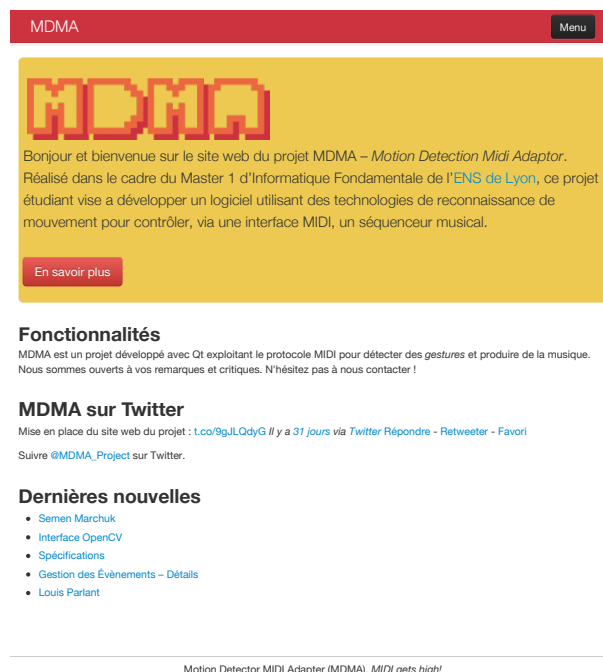 MDMA
Menu
MDMA
Bonjour et bienvenue sur le site web du projet MDMA – Motion Detection Midi Adaptor.
Réalisé dans le cadre du Master 1 d'Informatique Fondamentale de l'ENS de Lyon, ce projet
étudiant vise a développer un logiciel utilisant des technologies de reconnaissance de
mouvement pour contrôler, via une interface MIDI, un séquenceur musical.
En savoir plus
Fonctionnalités
MDMA est un projet développé avec Qt exploitant le protocole MIDI pour détecter des gestures et produire de la musique.
Nous sommes ouverts à vos remarques et critiques. N'hésitez pas à nous contacter !
MDMA sur Twitter
Mise en place du site web du projet : t.co/9gJLQdyG Il y a 31 jours via Twitter Répondre - Retweeter - Favori
Suivre @MDMA_Project sur Twitter.
Dernières nouvelles
Semen Marchuk
Interface OpenCV
Spécifications
Gestion des Évènements – Détails
Louis Parlant
Motion Detector MIDI Adapter (MDMA). MIDI gets high!